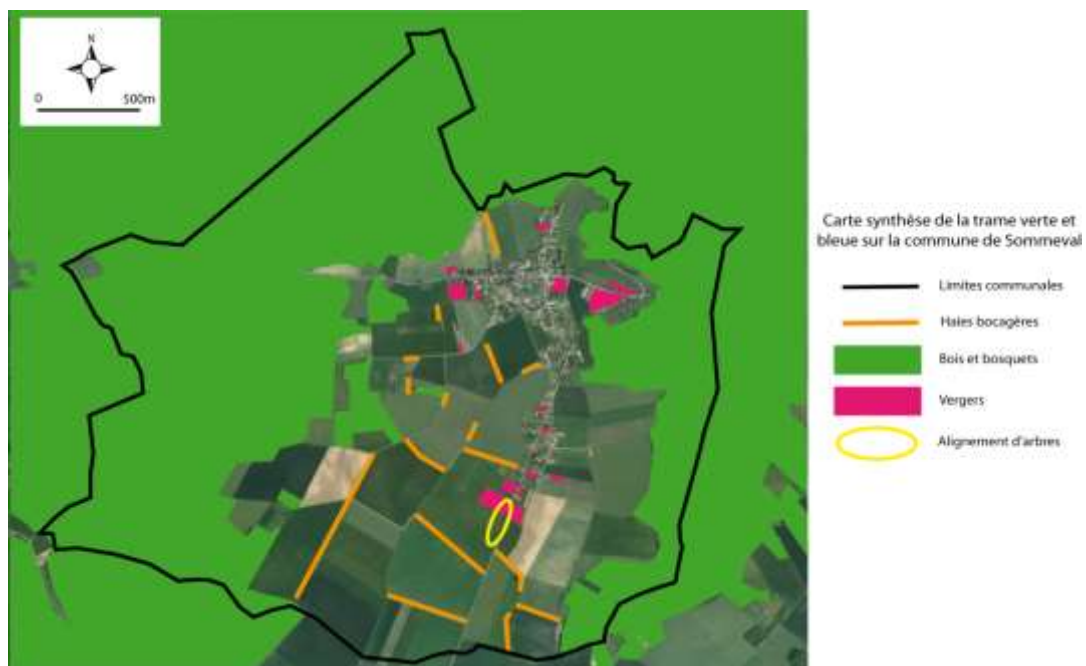 N
0
500m
Carte synthèse de la trame verte et
bleue sur la commune de Sommeval
Limites communales
Haies bocagères
Bois et bosquets
Vergers
Alignement d'arbres